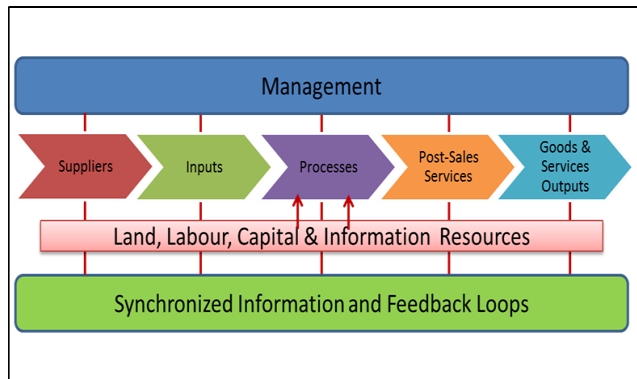 Management
Suppliers
Inputs
Processes
Post-Sales
Services
Goods &
Services
Outputs
Land, Labour, Capital & Information Resources
Synchronized Information and Feedback Loops